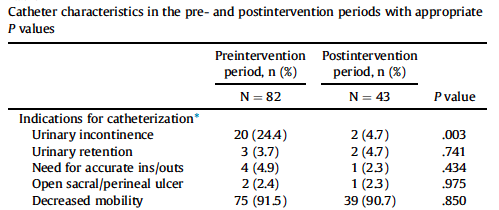 Catheter characteristics in the pre- and postintervention periods with appropriate
P values
Preintervention Postintervention
period, n (%) period, n (%)
N = 82 N = 43 P value
Indications for catheterization*
Urinary incontinence 20 (24.4) 2 (4.7) .003
Urinary retention 3 (3.7) 2 (4.7) .741
Need for accurate ins/outs 4 (4.9) 1 (2.3) .434
Open sacral/perineal ulcer 2 (2.4) 1 (2.3) .975
Decreased mobility 75 (91.5) 39 (90.7) .850